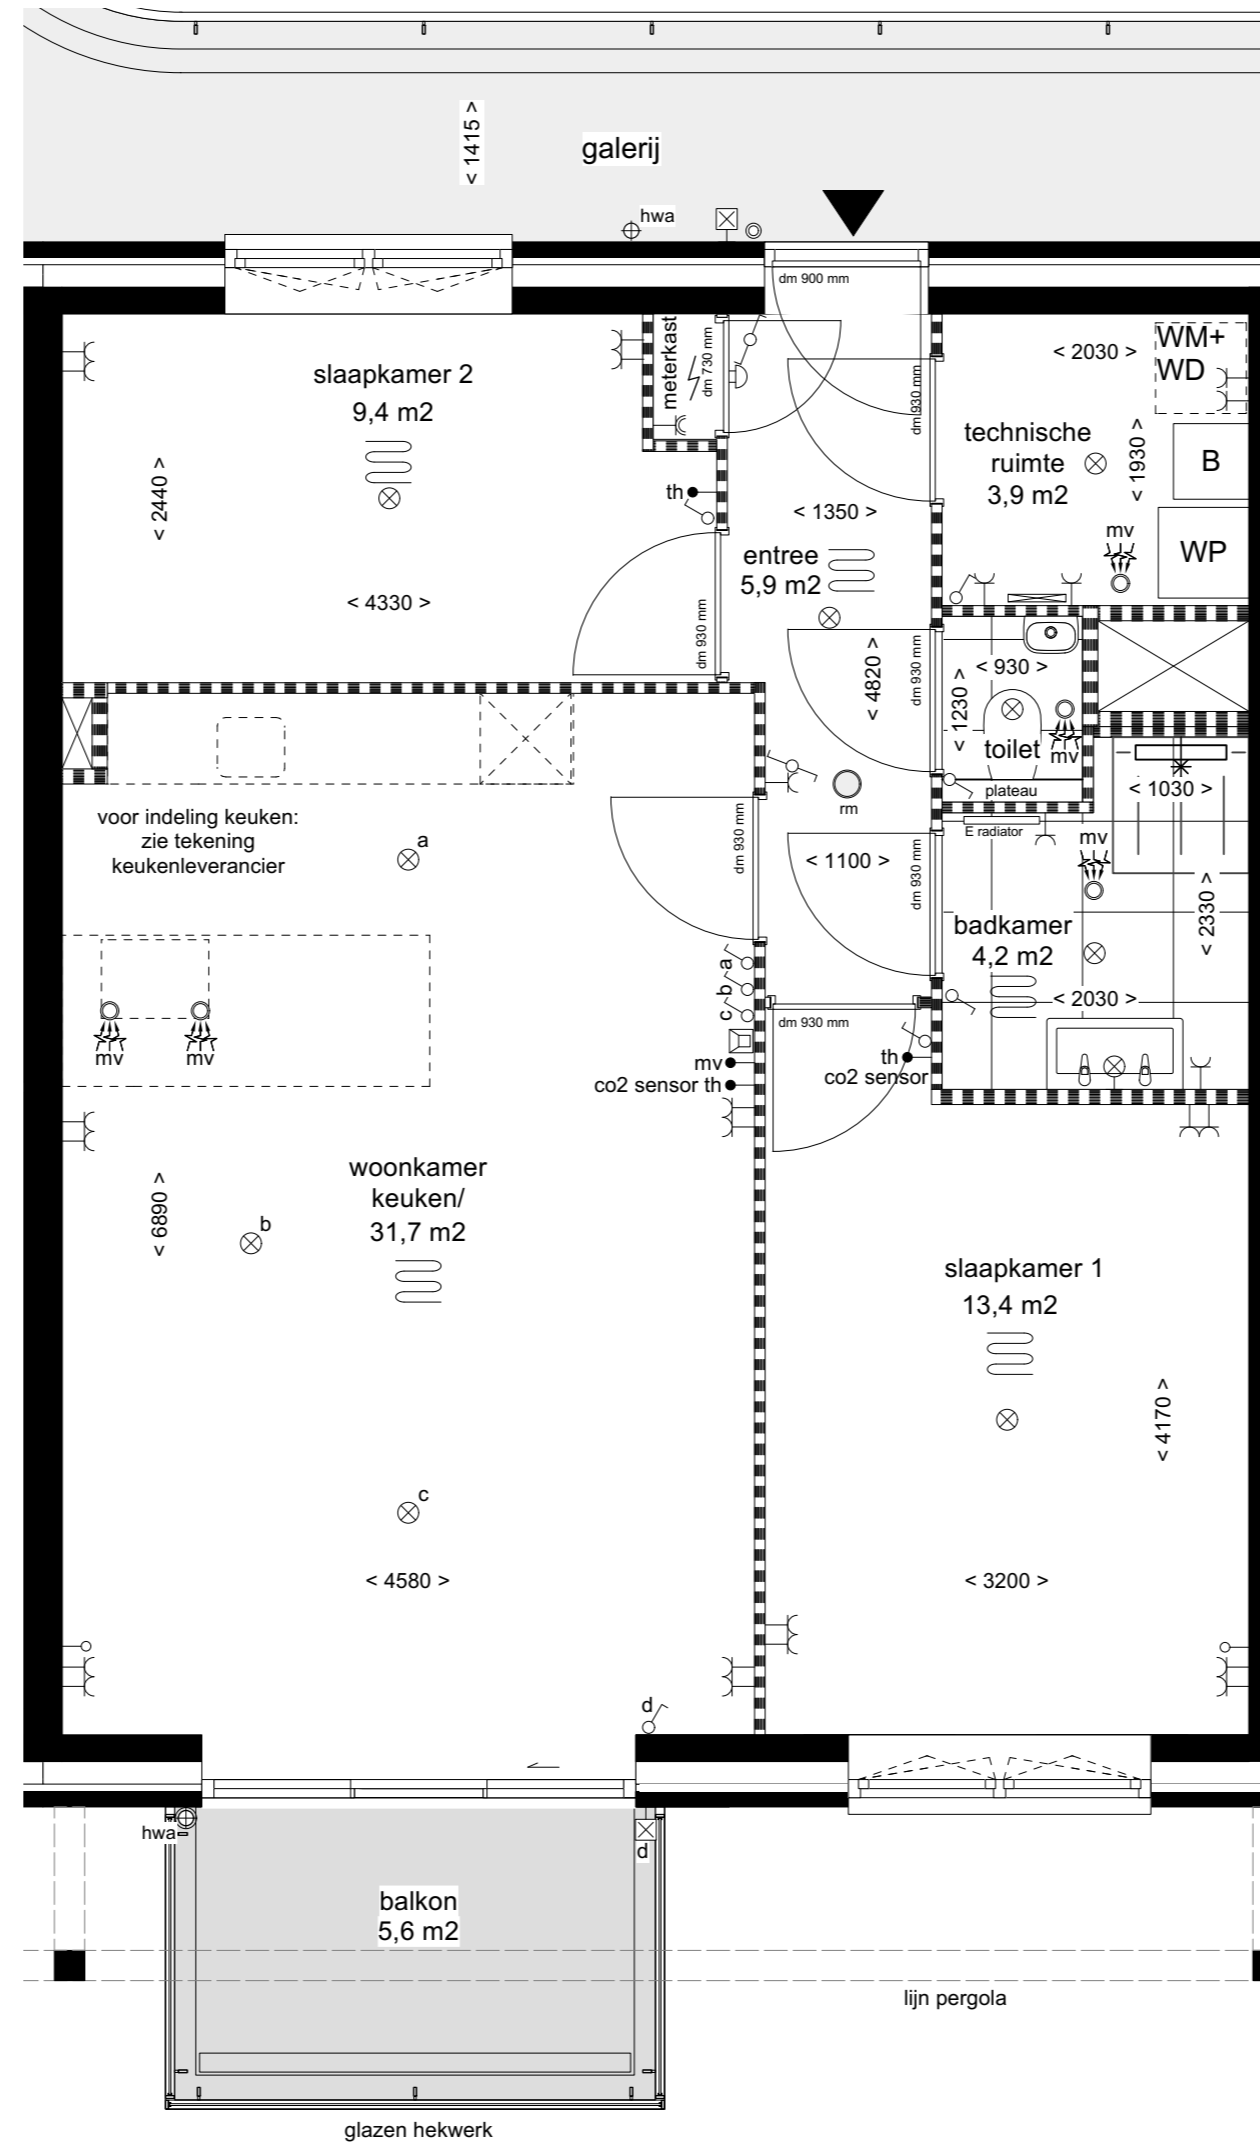 < 1415 >
galerij
hwa
dm 900 mm
meterkast
dm 730 mm
dm 930 mm
< 2030 >
WM+
WD
slaapkamer 2
9,4 m2
technische
ruimte
3,9 m2
< 1930 >
B
< 2440 >
th
< 1350 >
mv
WP
entree
5,9 m2
< 4330 >
dm 930 mm
< 4820 >
dm 930 mm
< 930 >
< 1230 >
toilet
mv
plateau
< 1030 >
rm
voor indeling keuken:
zie tekening
keukenleverancier
a
dm 930 mm
< 1100 >
dm 930 mm
E radiator
mv
< 2330 >
badkamer
4,2 m2
a
b
c
< 2030 >
dm 930 mm
mv
mv
mv
co2 sensor th
th
co2 sensor
woonkamer
keuken/
31,7 m2
< 6890 >
b
slaapkamer 1
13,4 m2
< 4170 >
c
< 4580 >
< 3200 >
d
hwa
d
balkon
5,6 m2
lijn pergola
glazen hekwerk